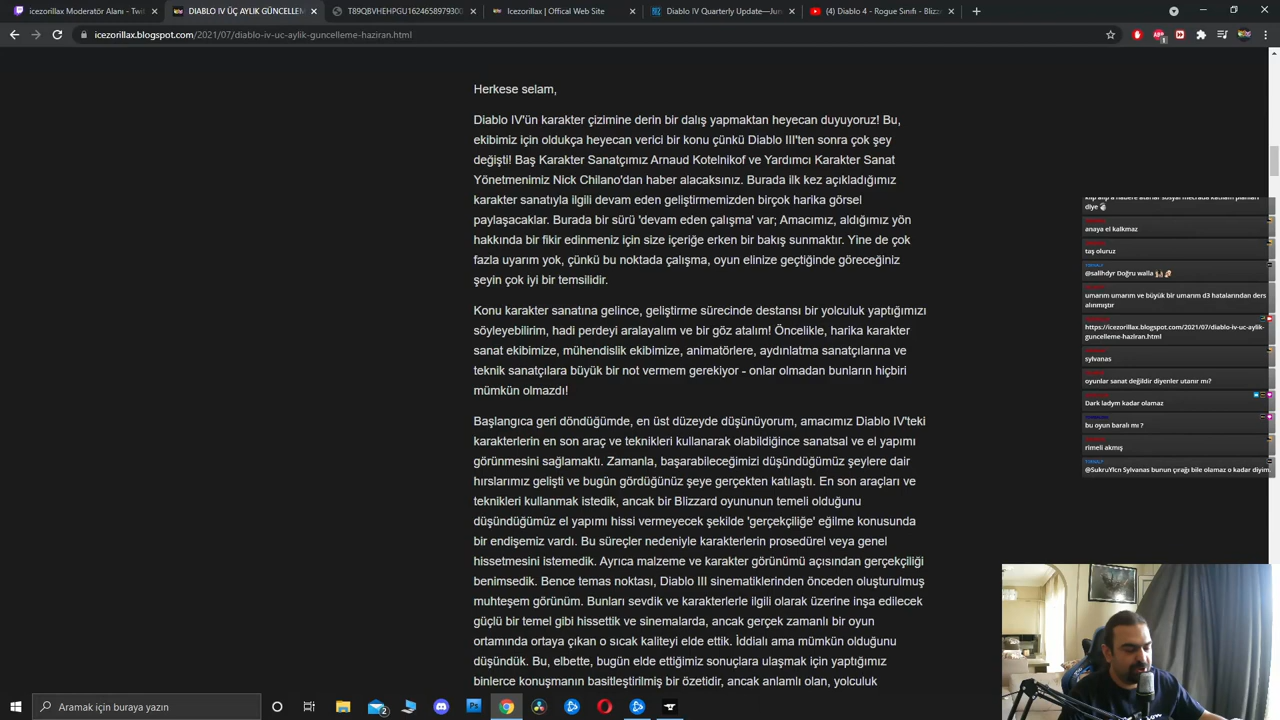 icezorillax Moderatör Alanı - Twi
DIABLO IV ÜÇ AYLIK GÜNCELLEM
T89QBVHEHPGU1624658979300
Icezorillax | Offical Web Site
Diablo IV Quarterly Update—Jun
(4) Diablo 4 - Rogue Sınıfı - Blizz
icezorillax.blogspot.com/2021/07/diablo-iv-uc-aylik-guncelleme-haziran.html
Herkese selam,
Diablo IV'ün karakter çizimine derin bir dalış yapmaktan heyecan duyuyoruz! Bu,
ekibimiz için oldukça heyecan verici bir konu çünkü Diablo III'ten sonra çok şey
değişti! Baş Karakter Sanatçımız Arnaud Kotelnikof ve Yardımcı Karakter Sanat
Yönetmenimiz Nick Chilano'dan haber alacaksınız. Burada ilk kez açıkladığımız
karakter sanatıyla ilgili devam eden geliştirmemizden birçok harika görsel
paylaşacaklar. Burada bir sürü 'devam eden çalışma' var; Amacımız, aldığımız yön
hakkında bir fikir edinmeniz için size içeriğe erken bir bakış sunmaktır. Yine de çok
fazla uyarım yok, çünkü bu noktada çalışma, oyun elinize geçtiğinde göreceğiniz
şeyin çok iyi bir temsilidir.
Konu karakter sanatına gelince, geliştirme sürecinde destansı bir yolculuk yaptığımızı
söyleyebilirim, hadi perdeyi aralayalım ve bir göz atalım! Öncelikle, harika karakter
sanat ekibimize, mühendislik ekibimize, animatörlere, aydınlatma sanatçılarına ve
teknik sanatçılara büyük bir not vermem gerekiyor - onlar olmadan bunların hiçbiri
mümkün olmazdı!
Başlangıca geri döndüğümde, en üst düzeyde düşünüyorum, amacımız Diablo IV'teki
karakterlerin en son araç ve teknikleri kullanarak olabildiğince sanatsal ve el yapımı
görünmesini sağlamaktı. Zamanla, başarabileceğimizi düşündüğümüz şeylere dair
hırslarımız gelişti ve bugün gördüğünüz şeye gerçekten katılaştı. En son araçları ve
teknikleri kullanmak istedik, ancak bir Blizzard oyununun temeli olduğunu
düşündüğümüz el yapımı hissi vermeyecek şekilde 'gerçekçiliğe' eğilme konusunda
bir endişemiz vardı. Bu süreçler nedeniyle karakterlerin prosedürel veya genel
hissetmesini istemedik. Ayrıca malzeme ve karakter görünümü açısından gerçekçiliği
benimsedik. Bence temas noktası, Diablo III sinematiklerinden önceden oluşturulmuş
muhteşem görünüm. Bunları sevdik ve karakterlerle ilgili olarak üzerine inşa edilecek
güçlü bir temel gibi hissettik ve sinemalarda, ancak gerçek zamanlı bir oyun
ortamında ortaya çıkan o sıcak kaliteyi elde ettik. İddialı ama mümkün olduğunu
düşündük. Bu, elbette, bugün elde ettiğimiz sonuçlara ulaşmak için yaptığımız
binlerce konuşmanın basitleştirilmiş bir özetidir, ancak anlamlı olan, yolculuk
diye
anaya el kalkmaz
taş oluruz
@salihdyr Doğru walla
umarım umarım ve büyük bir umarım d3 hatalarından ders
alınmıştır
https://icezorillax.blogspot.com/2021/07/diablo-iv-uc-aylik-
guncelleme-haziran.html
sylvanas
oyunlar sanat değildir diyenler utanır mı?
Dark ladym kadar olamaz
bu oyun baralı mı ?
rimeli akmış
@SukruYlcn Sylvanas bunun çırağı bile olamaz o kadar diyim.
Aramak için buraya yazın